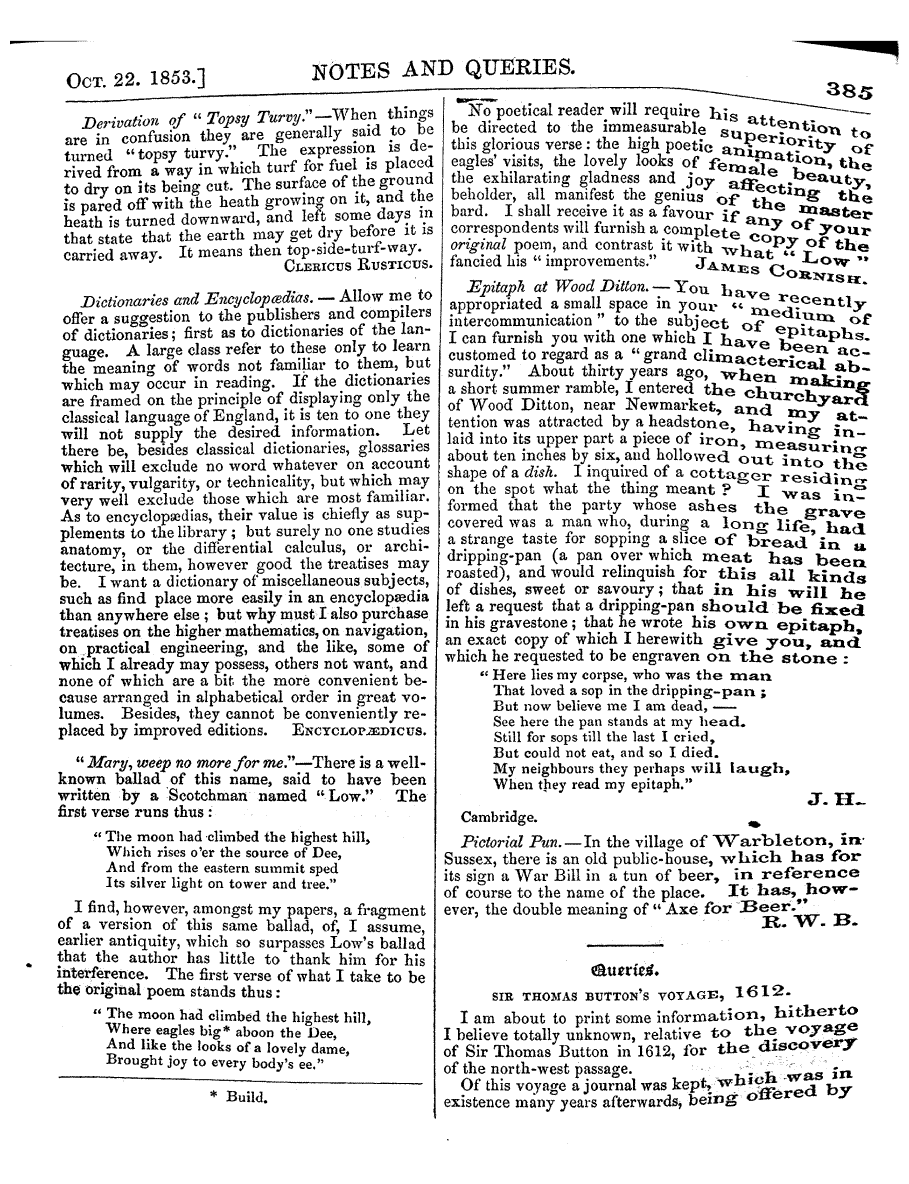 OCT. 22. 1853.] NOTES AND QUERIES. 385
Derivation of “ Topsy Turvy.”—When things
are in confusion they are generally said to be
turned “topsy turvy.” The expression is de-
rived from a way in which turf for fuel is placed
to dry on its being cut. The surface of the ground
is pared off with the heath growing on it, and the
heath is turned downward, and left some days in
that state that the earth may get dry before it is
carried away. It means then top-side-turf-way.
CLERICUS RUSTICUS.
Dictionaries and Encyclopædias. — Allow me to
offer a suggestion to the publishers and compilers
of dictionaries; first as to dictionaries of the lan-
guage. A large class refer to these only to learn
the meaning of words not familiar to them, but
which may occur in reading. If the dictionaries
are framed on the principle of displaying only the
classical language of England, it is ten to one they
will not supply the desired information. Let
there be, besides classical dictionaries, glossaries
which will exclude no word whatever on account
of rarity, vulgarity, or technicality, but which may
very well exclude those which are most familiar.
As to encyclopædias, their value is chiefly as sup-
plements to the library ; but surely no one studies
anatomy, or the differential calculus, or archi-
tecture, in them, however good the treatises may
be. I want a dictionary of miscellaneous subjects,
such as find place more easily in an encyclopædia
than anywhere else ; but why must I also purchase
treatises on the higher mathematics, on navigation,
on practical engineering, and the like, some of
which I already may possess, others not want, and
none of which are a bit the more convenient be-
cause arranged in alphabetical order in great vo-
lumes. Besides, they cannot be conveniently re-
placed by improved editions. ENCYCLOPÆDICUS.
“ Mary, weep no more for me.”—There is a well-
known ballad of this name, said to have been
written by a Scotchman named “ Low.” The
first verse runs thus :
“ The moon had climbed the highest hill,
Which rises o'er the source of Dee,
And from the eastern summit sped
Its silver light on tower and tree.”
I find, however, amongst my papers, a fragment
of a version of this same ballad, of, I assume,
earlier antiquity, which so surpasses Low's ballad
that the author has little to thank him for his
interference. The first verse of what I take to be
the original poem stands thus :
“ The moon had climbed the highest hill,
Where eagles big* aboon the Dee,
And like the looks of a lovely dame,
Brought joy to every body's ee.”
* Build.
No poetical reader will require his attention to
be directed to the immeasurable superiority of
this glorious verse : the high poetic animation, the
eagles' visits, the lovely looks of female beauty,
the exhilarating gladness and joy affecting the
beholder, all manifest the genius of the master
bard. I shall receive it as a favour if any of your
correspondents will furnish a complete copy of the
original poem, and contrast it with what “ Low ”
fancied his “ improvements.” JAMES CORNISH.
Epitaph at Wood Ditton. — You have recently
appropriated a small space in your “ medium of
intercommunication ” to the subject of epitaphs.
I can furnish you with one which I have been ac-
customed to regard as a “ grand climacterical ab-
surdity.” About thirty years ago, when making
a short summer ramble, I entered the churchyard
of Wood Ditton, near Newmarket, and my at-
tention was attracted by a headstone, having in-
laid into its upper part a piece of iron, measuring
about ten inches by six, and hollowed out into the
shape of a dish. I inquired of a cottager residing
on the spot what the thing meant ? I was in-
formed that the party whose ashes the grave
covered was a man who, during a long life, had
a strange taste for sopping a slice of bread in a
dripping-pan (a pan over which meat has been
roasted), and would relinquish for this all kinds
of dishes, sweet or savoury ; that in his will he
left a request that a dripping-pan should be fixed
in his gravestone ; that he wrote his own epitaph,
an exact copy of which I herewith give you, and
which he requested to be engraven on the stone :
“ Here lies my corpse, who was the man
That loved a sop in the dripping-pan ;
But now believe me I am dead, —
See here the pan stands at my head.
Still for sops till the last I cried,
But could not eat, and so I died.
My neighbours they perhaps will laugh,
When they read my epitaph.”
J. H.
Cambridge.
Pictorial Pun. — In the village of Warbleton, in
Sussex, there is an old public-house, which has for
its sign a War Bill in a tun of beer, in reference
of course to the name of the place. It has, how-
ever, the double meaning of “ Axe for Beer.”
R. W. B.
Queries.
SIR THOMAS BUTTON'S VOYAGE, 1612.
I am about to print some information, hitherto
I believe totally unknown, relative to the voyage
of Sir Thomas Button in 1612, for the discovery
of the north-west passage.
Of this voyage a journal was kept, which was in
existence many years afterwards, being offered by